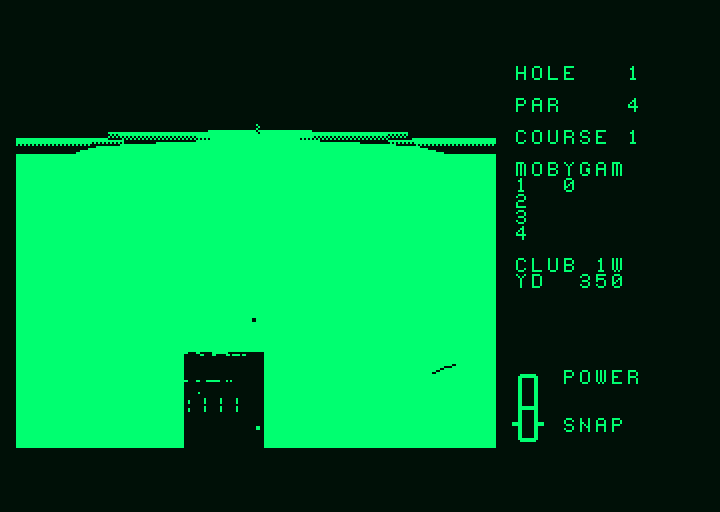 HOLE 1
PAR 4
COURSE 1
MOBYGAM
1 0
2
3
4
CLUB 1W
YD 350
POWER
SNAP